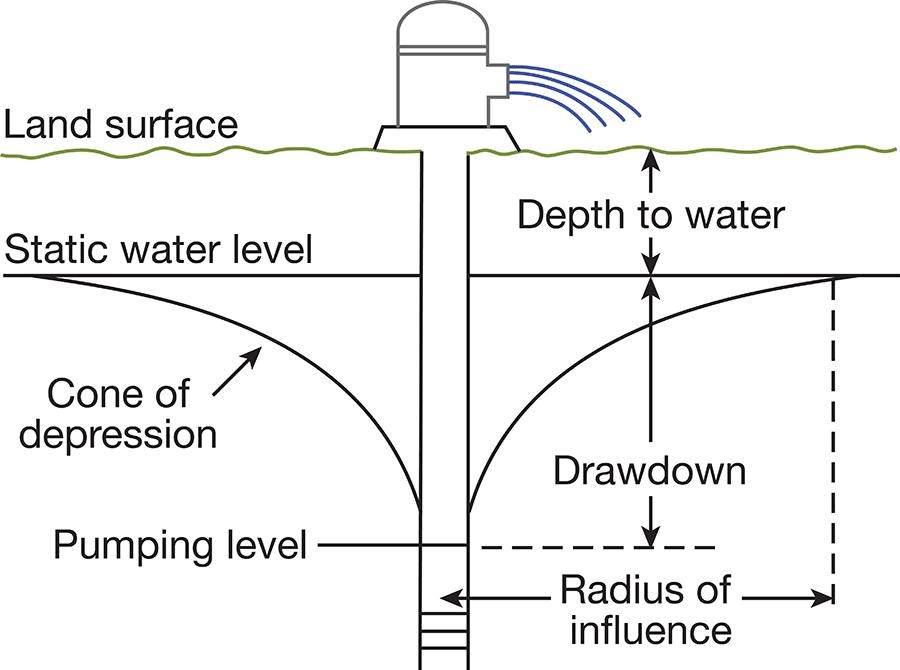 Land surface
Depth to water
Static water level
Cone of
depression
Drawdown
Pumping level
Radius of
influence